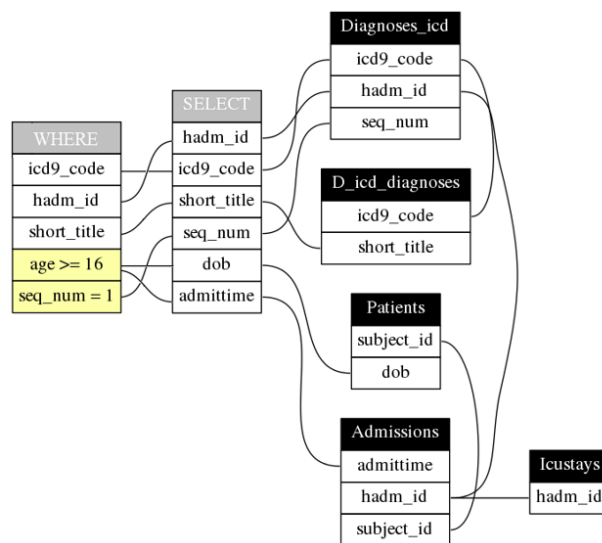 WHERE
icd9_code
hadm_id
short_title
age >= 16
seq_num = 1
SELECT
hadm_id
icd9_code
short_title
seq_num
dob
admittime
Diagnoses_icd
icd9_code
hadm_id
seq_num
D_icd_diagnoses
icd9_code
short_title
Patients
subject_id
dob
Admissions
admittime
hadm_id
subject_id
Icustays
hadm_id